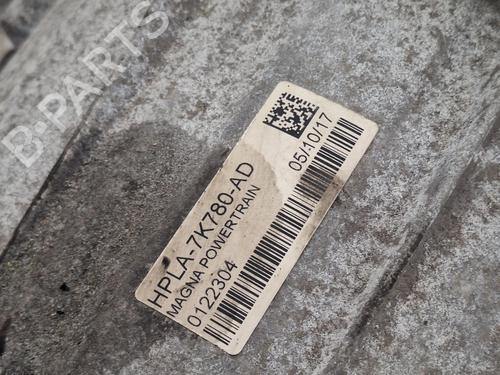 B-PARTS
05/10/17
HPLA-7K780-AD
MAGNA POWERTRAIN
0122304